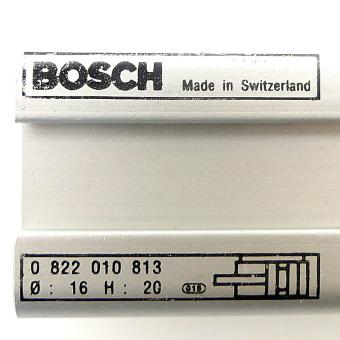 BOSCH Made in Switzerland
0 822 010 813
Ø : 16 H : 20